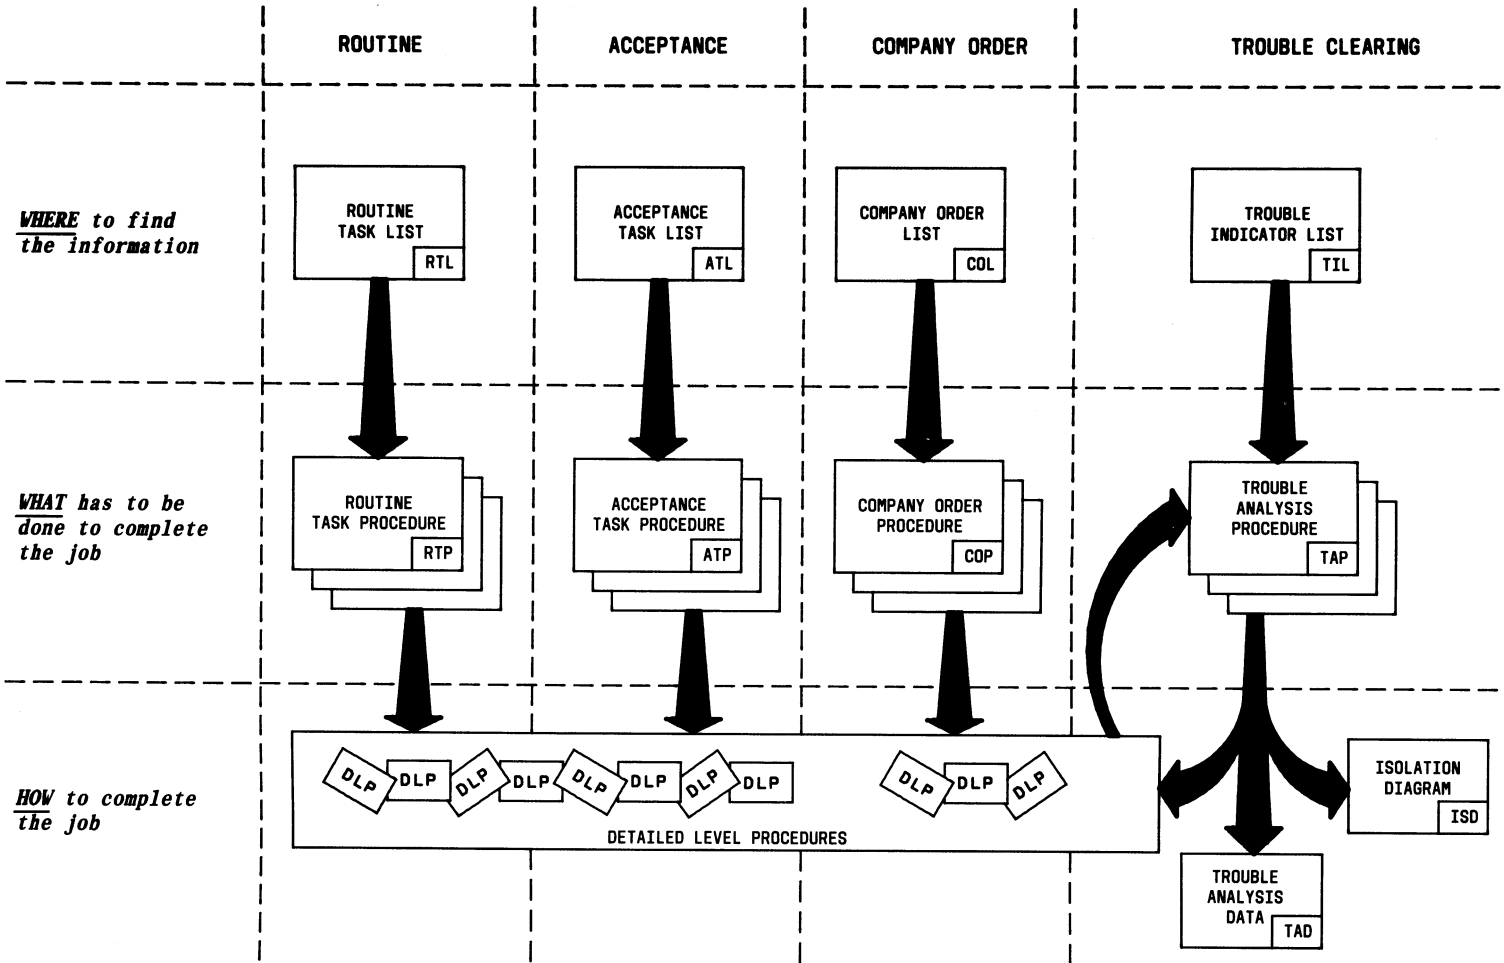 ROUTINE
ACCEPTANCE
COMPANY ORDER
TROUBLE CLEARING
WHERE to find
the information
ROUTINE
TASK LIST
RTL
ACCEPTANCE
TASK LIST
ATL
COMPANY ORDER
LIST
COL
TROUBLE
INDICATOR LIST
TIL
WHAT has to be
done to complete
the job
ROUTINE
TASK PROCEDURE
RTP
ACCEPTANCE
TASK PROCEDURE
ATP
COMPANY ORDER
PROCEDURE
COP
TROUBLE
ANALYSIS
PROCEDURE
TAP
HOW to complete
the job
DLP
DLP
DLP
DLP
DLP
DLP
DLP
DLP
DLP
DLP
DLP
DETAILED LEVEL PROCEDURES
ISOLATION
DIAGRAM
ISD
TROUBLE
ANALYSIS
DATA
TAD